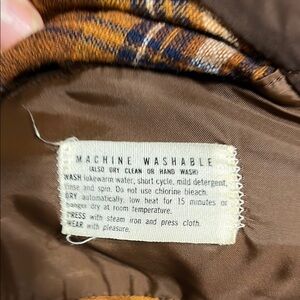 MACHINE WASHABLE
(ALSO DRY CLEAN OR HAND WASH)
WASH lukewarm water, short cycle, mild detergent,
rinse and spin. Do not use chlorine bleach.
DRY automatically, low heat for 15 minutes or
hanger dry at room temperature.
PRESS with steam iron and press cloth.
WEAR with pleasure.